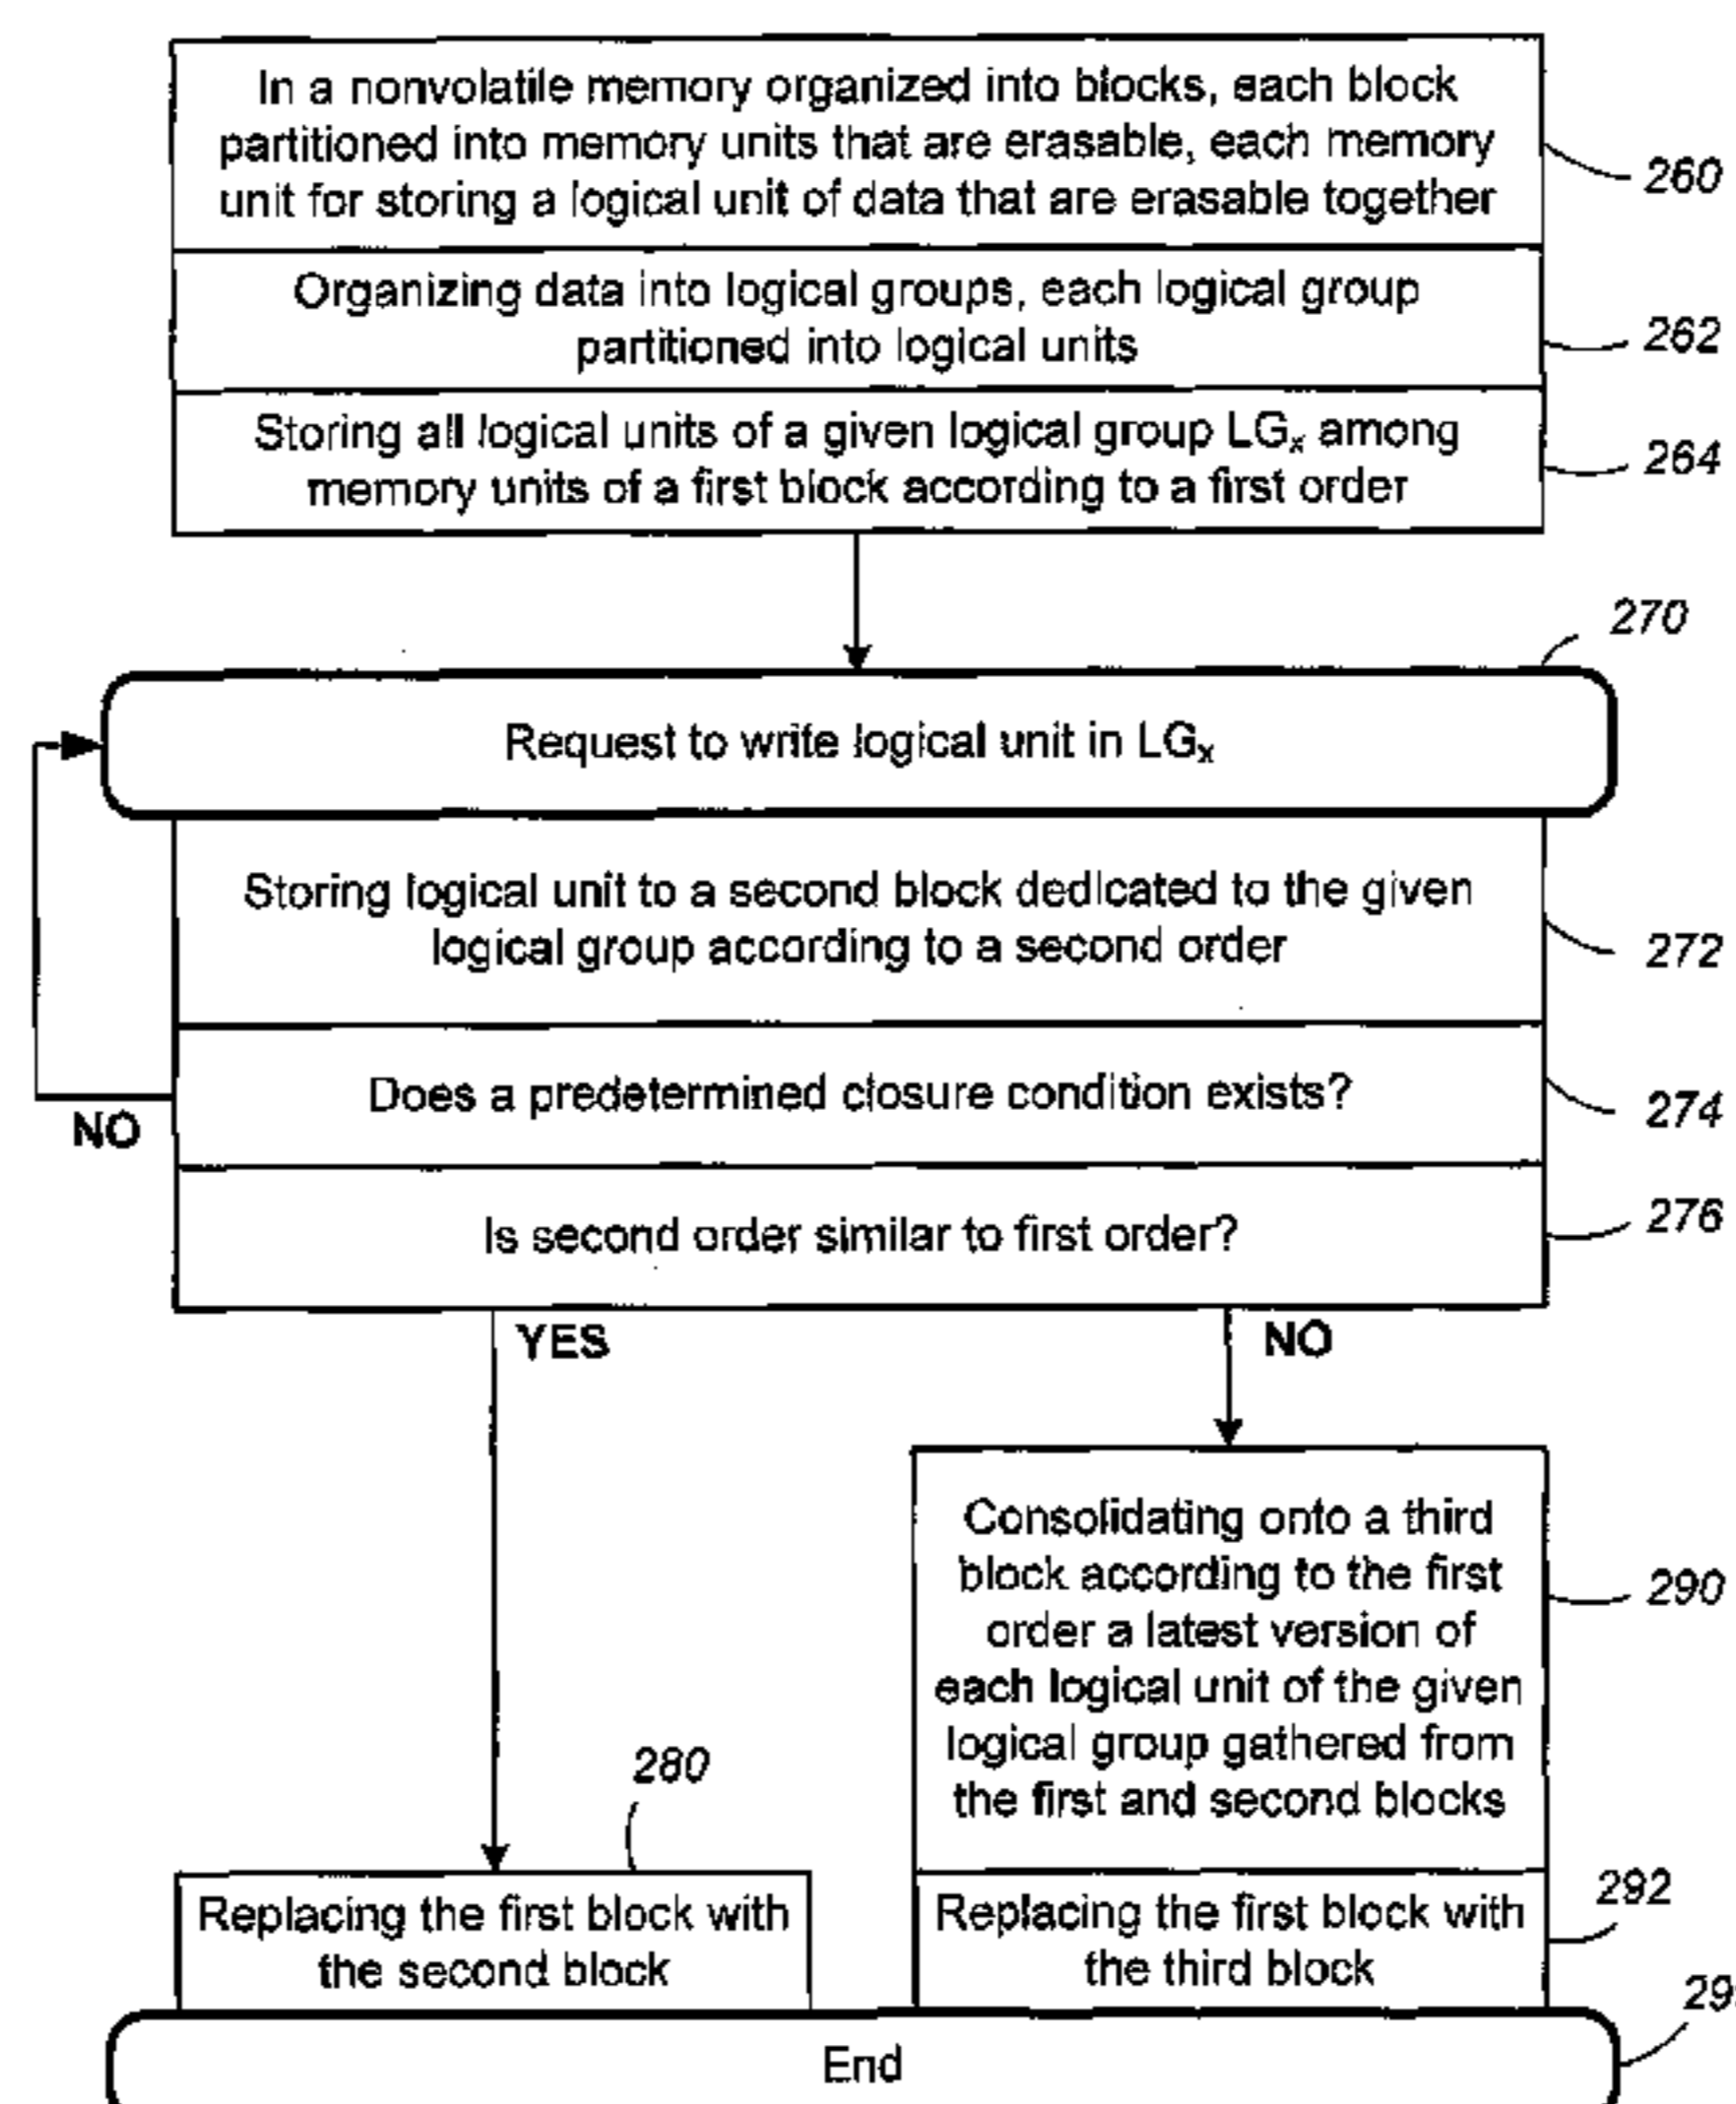 In a nonvolatile memory organized into blocks, each block
partitioned into memory units that are erasable, each memory
unit for storing a logical unit of data that are erasable together
260
Organizing data into logical groups, each logical group
partitioned into logical units
262
Storing all logical units of a given logical group LGx among
memory units of a first block according to a first order
264
270
Request to write logical unit in LGx
Storing logical unit to a second block dedicated to the given
logical group according to a second order
272
Does a predetermined closure condition exists?
274
NO
Is second order similar to first order?
276
YES
NO
Consolidating onto a third
block according to the first
order a latest version of
each logical unit of the given
logical group gathered from
the first and second blocks
290
280
Replacing the first block with
the second block
Replacing the first block with
the third block
292
End